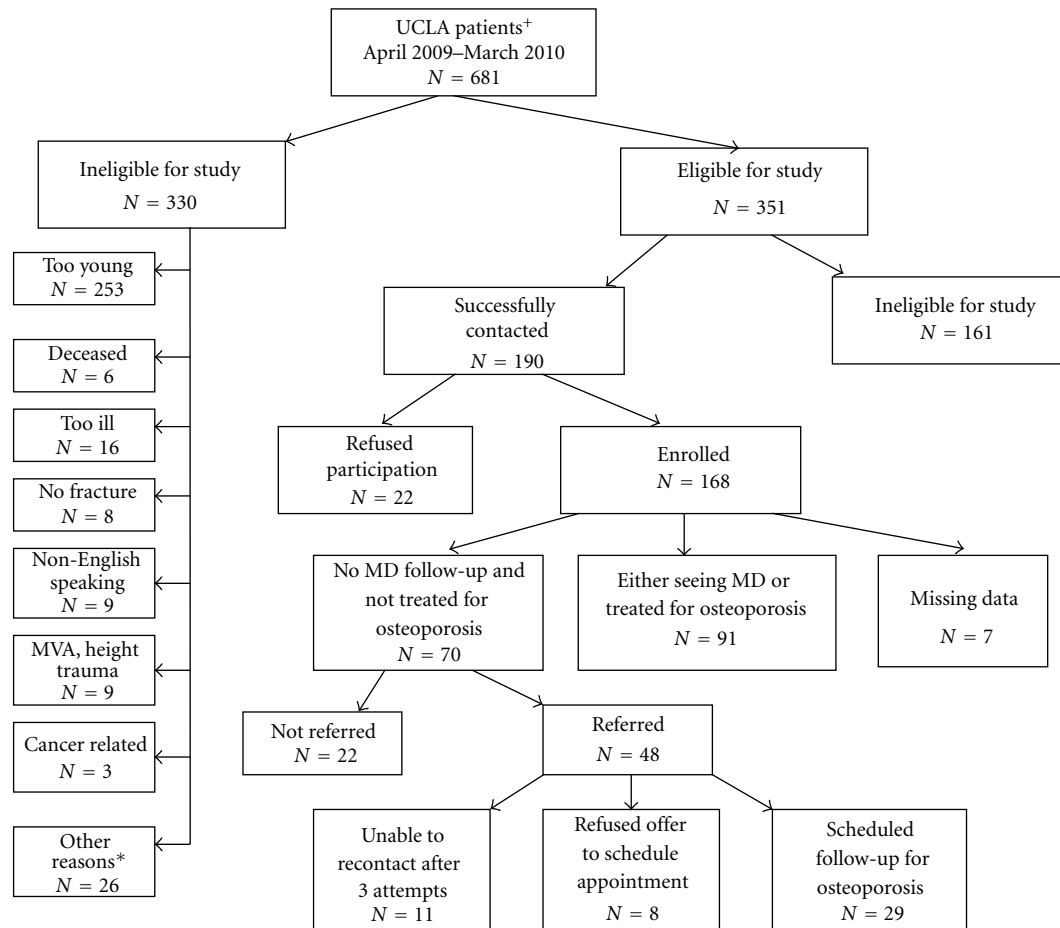 UCLA patients+
April 2009–March 2010
N = 681
Ineligible for study
N = 330
Eligible for study
N = 351
Too young
N = 253
Deceased
N = 6
Too ill
N = 16
No fracture
N = 8
Non-English
speaking
N = 9
MVA, height
trauma
N = 9
Cancer related
N = 3
Other
reasons*
N = 26
Successfully
contacted
N = 190
Ineligible for study
N = 161
Refused
participation
N = 22
Enrolled
N = 168
No MD follow-up and
not treated for
osteoporosis
N = 70
Either seeing MD or
treated for osteoporosis
N = 91
Missing data
N = 7
Not referred
N = 22
Referred
N = 48
Unable to
recontact after
3 attempts
N = 11
Refused offer
to schedule
appointment
N = 8
Scheduled
follow-up for
osteoporosis
N = 29